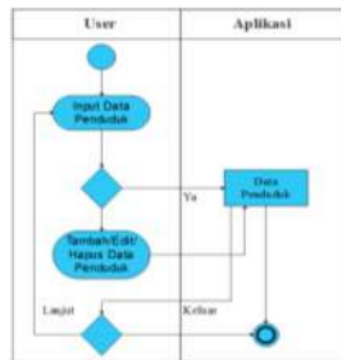 User
Aplikasi
Input Data
Penduduk
Ya
Data
Penduduk
Tambah/Edit/
Hapus Data
Penduduk
Lanjut
Keluar